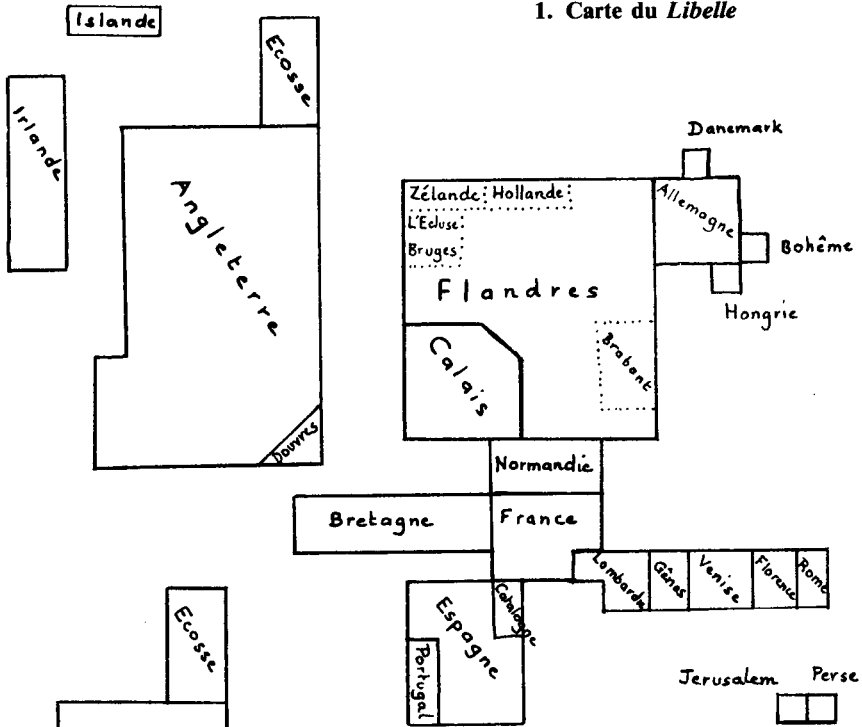 1. Carte du Libelle
Islande
Ecosse
Irlande
Angleterre
Douvres
Danemark
Zélande Hollande
Allemagne
L'Ecluse
Bruges
Bohême
Flandres
Hongrie
Calais
Brabant
Normandie
Bretagne France
Lombardie Gênes Venise Florence Rome
Catalogne
Espagne
Portugal
Ecosse
Jerusalem Perse